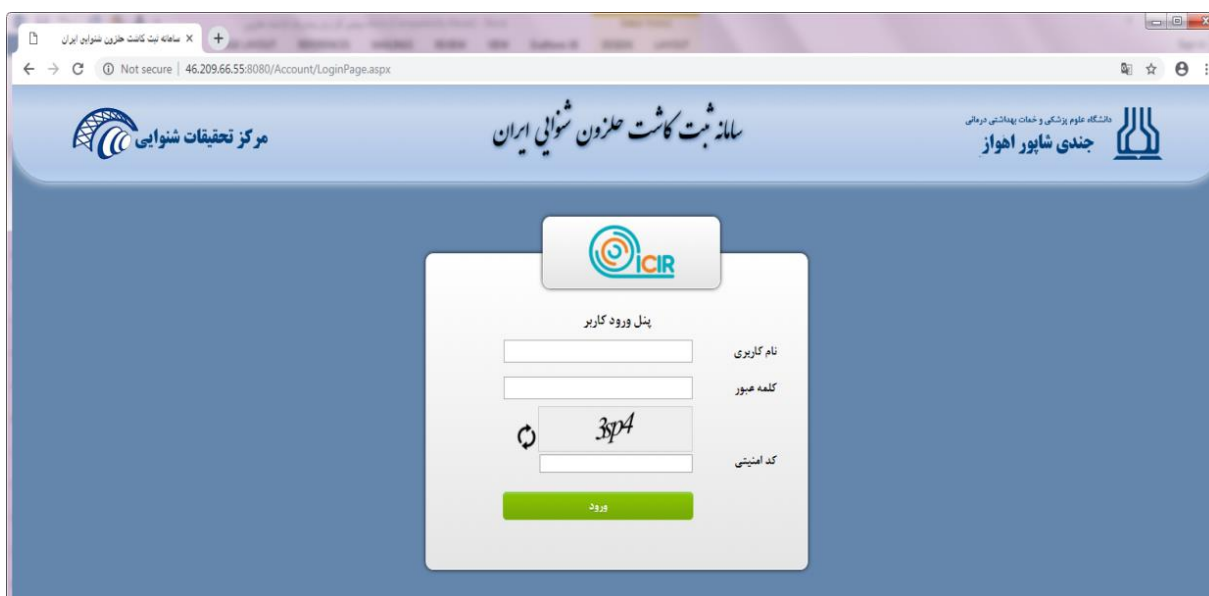 سامانه ثبت کاشت حلزون شنوایی ایران
Not secure | 46.209.66.55:8080/Account/LoginPage.aspx
دانشگاه علوم پزشکی و خدمات بهداشتی درمانی
جندی شاپور اهواز
سامانه ثبت کاشت حلزون شنوایی ایران
مرکز تحقیقات شنوایی
iCIR
پنل ورود کاربر
نام کاربری
کلمه عبور
3sp4
کد امنیتی
ورود